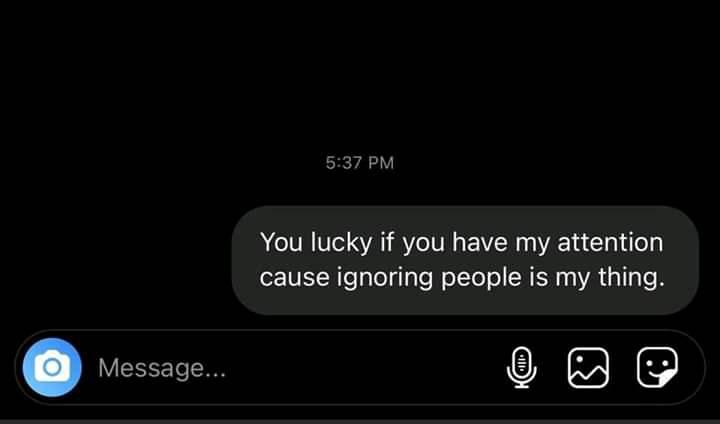 5:37 PM
You lucky if you have my attention
cause ignoring people is my thing.
Message...